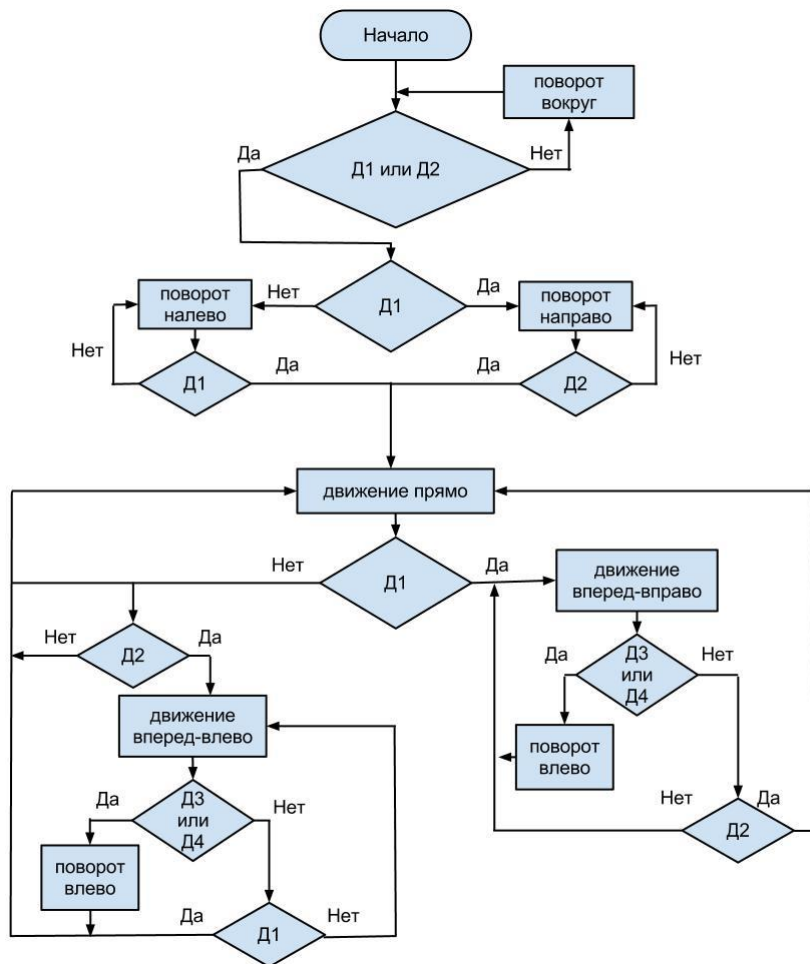 Начало
поворот
вокруг
Да
Нет
Д1 или Д2
поворот
налево
Нет
Д1
Да
поворот
направо
Нет
Д1
Да
Да
Д2
Нет
движение прямо
Нет
Д1
Да
движение
вперед-вправо
Нет
Д2
Да
Да
Д3
или
Д4
Нет
движение
вперед-влево
поворот
влево
Да
Д3
или
Д4
Нет
Нет
Д2
Да
поворот
влево
Да
Д1
Нет